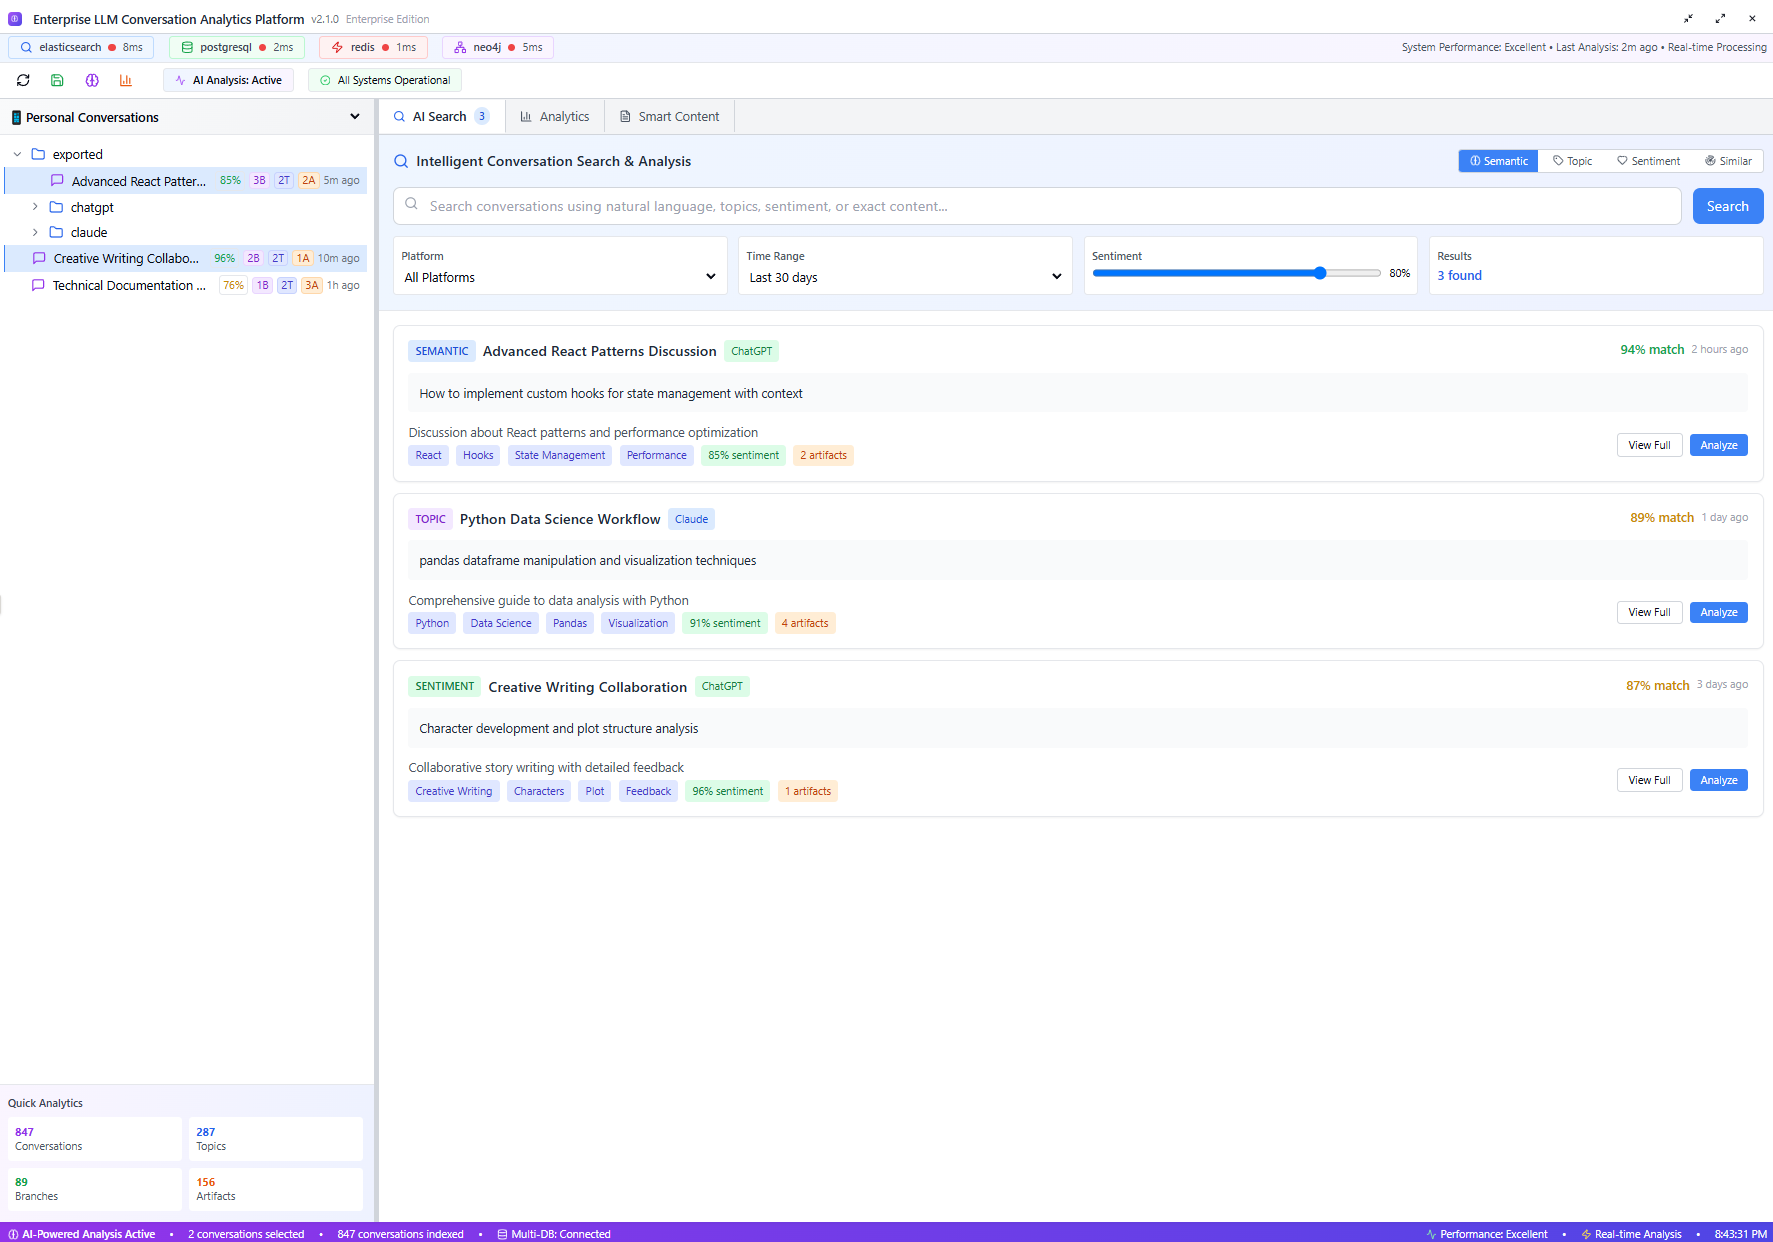 Enterprise LLM Conversation Analytics Platform v2.1.0 Enterprise Edition
elasticsearch 8ms postgresql 2ms redis 1ms neo4j 5ms
System Performance: Excellent • Last Analysis: 2m ago • Real-time Processing
AI Analysis: Active All Systems Operational
Personal Conversations
exported
Advanced React Patter... 85% 3B 2T 2A 5m ago
chatgpt
claude
Creative Writing Collabo... 96% 2B 2T 1A 10m ago
Technical Documentation ... 76% 1B 2T 3A 1h ago
Quick Analytics
847
Conversations
287
Topics
89
Branches
156
Artifacts
AI Search 3 Analytics Smart Content
Intelligent Conversation Search & Analysis
Semantic Topic Sentiment Similar
Search conversations using natural language, topics, sentiment, or exact content...
Search
Platform
All Platforms
Time Range
Last 30 days
Sentiment
80%
Results
3 found
SEMANTIC Advanced React Patterns Discussion ChatGPT 94% match 2 hours ago
How to implement custom hooks for state management with context
Discussion about React patterns and performance optimization
React Hooks State Management Performance 85% sentiment 2 artifacts
View Full Analyze
TOPIC Python Data Science Workflow Claude 89% match 1 day ago
pandas dataframe manipulation and visualization techniques
Comprehensive guide to data analysis with Python
Python Data Science Pandas Visualization 91% sentiment 4 artifacts
View Full Analyze
SENTIMENT Creative Writing Collaboration ChatGPT 87% match 3 days ago
Character development and plot structure analysis
Collaborative story writing with detailed feedback
Creative Writing Characters Plot Feedback 96% sentiment 1 artifacts
View Full Analyze
AI-Powered Analysis Active • 2 conversations selected • 847 conversations indexed • Multi-DB: Connected
Performance: Excellent • Real-time Analysis • 8:43:31 PM